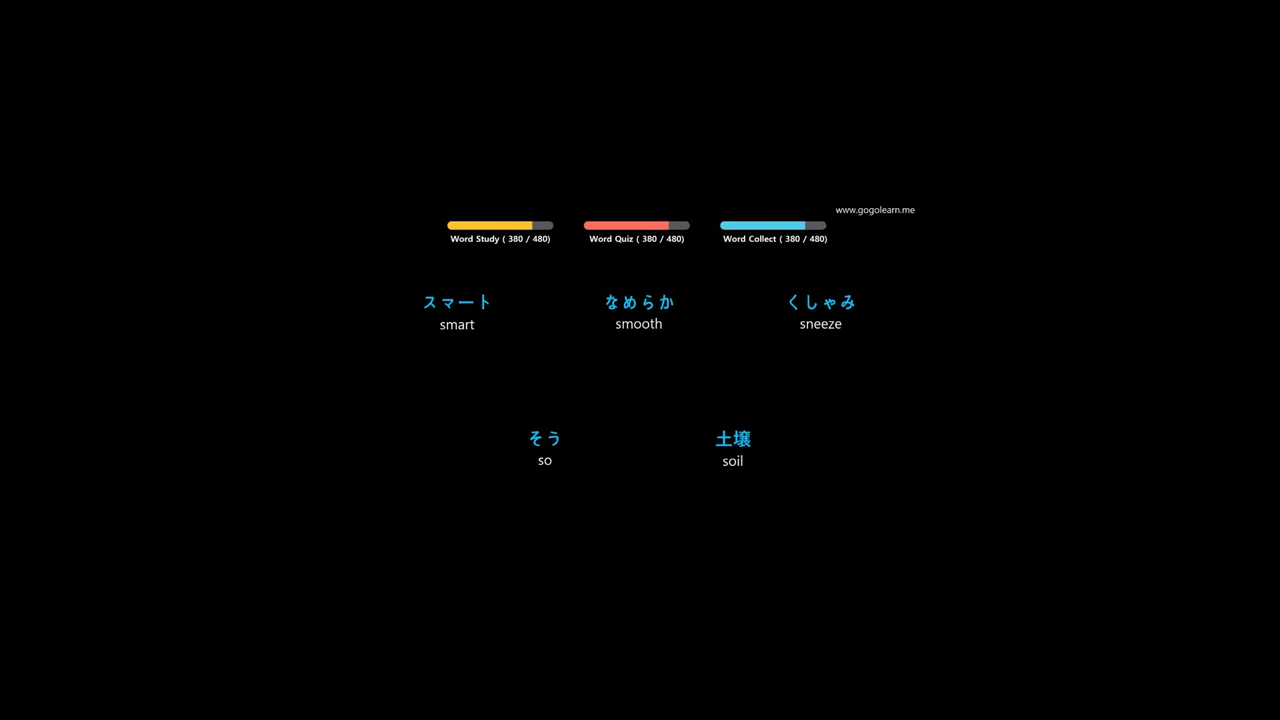 www.gogolearn.me
Word Study ( 380 / 480)
Word Quiz ( 380 / 480)
Word Collect ( 380 / 480)
スマート
smart
なめらか
smooth
くしゃみ
sneeze
そう
so
土壌
soil